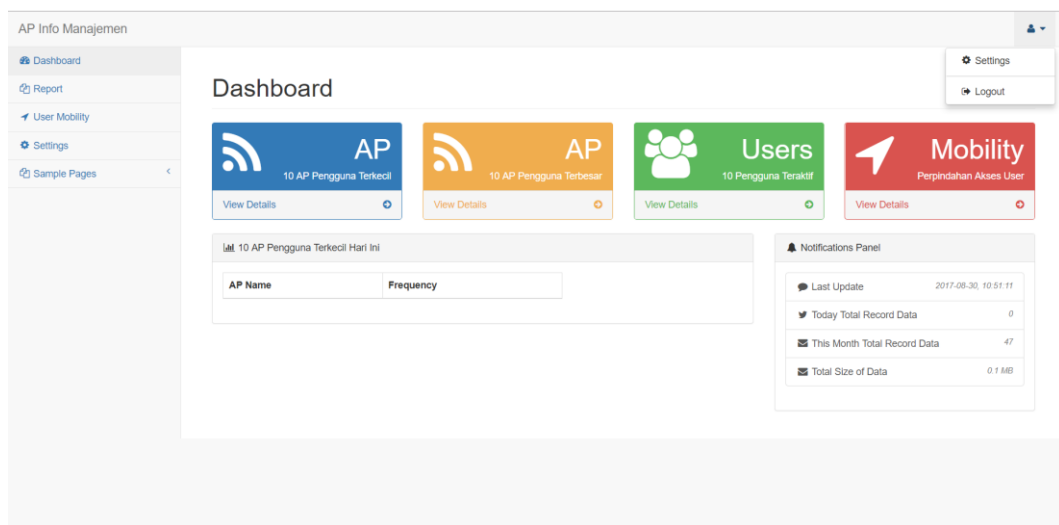 AP Info Manajemen
Settings
Logout
Dashboard
Report
User Mobility
Settings
Sample Pages
Dashboard
AP
10 AP Pengguna Terkecil
View Details
AP
10 AP Pengguna Terbesar
View Details
Users
10 Pengguna Teraktif
View Details
Mobility
Perpindahan Akses User
View Details
10 AP Pengguna Terkecil Hari Ini
AP Name Frequency
Notifications Panel
Last Update 2017-08-30, 10:51:11
Today Total Record Data 0
This Month Total Record Data 47
Total Size of Data 0.1 MB